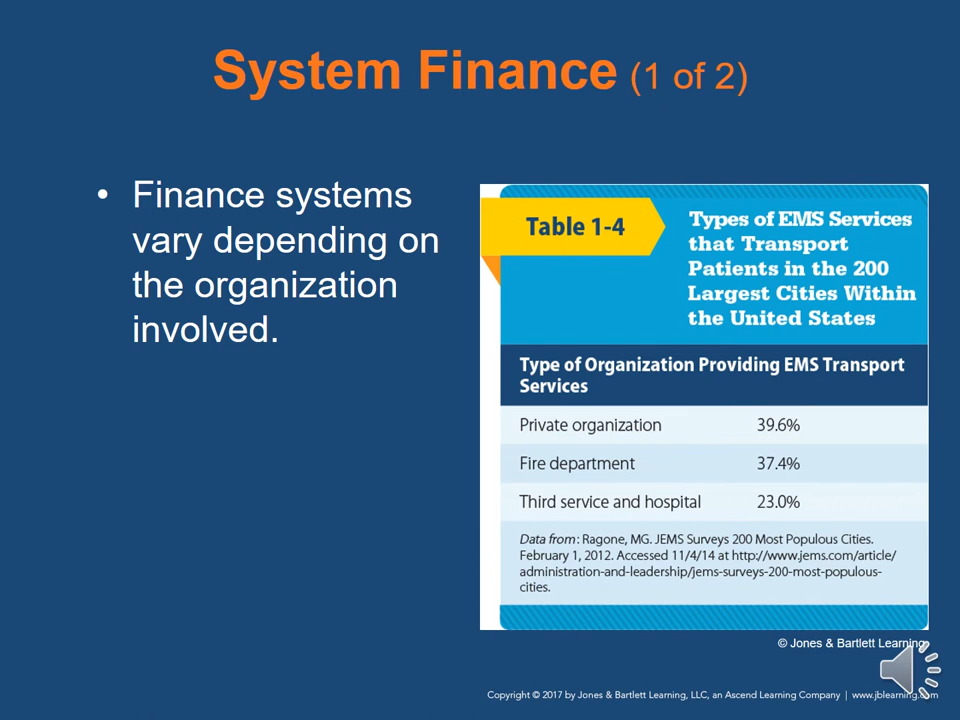 System Finance (1 of 2)
• Finance systems
vary depending on
the organization
involved.
Table 1-4
Types of EMS Services
that Transport
Patients in the 200
Largest Cities Within
the United States
Type of Organization Providing EMS Transport
Services
Private organization 39.6%
Fire department 37.4%
Third service and hospital 23.0%
Data from: Ragone, MG. JEMS Surveys 200 Most Populous Cities.
February 1, 2012. Accessed 11/4/14 at http://www.jems.com/article/
administration-and-leadership/jems-surveys-200-most-populous-
cities.
© Jones & Bartlett Learning.
Copyright © 2017 by Jones & Bartlett Learning, LLC, an Ascend Learning Company | www.jblearning.com